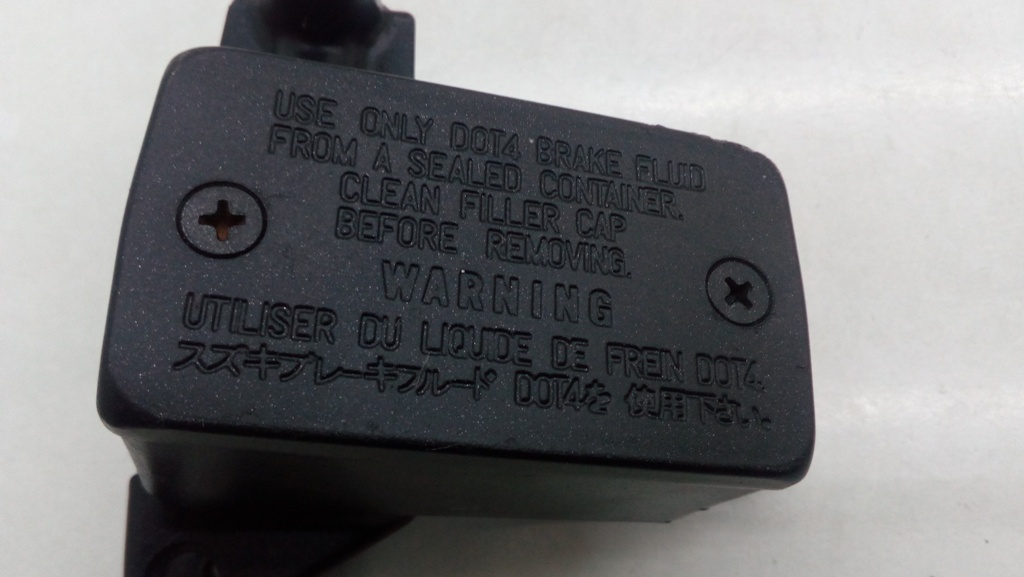 USE ONLY DOT4 BRAKE FLUID
FROM A SEALED CONTAINER.
CLEAN FILLER CAP
BEFORE REMOVING.
WARNING
UTILISER DU LIQUIDE DE FREIN DOT4.
スズキブレーキフルード DOT4を 使用下さい.